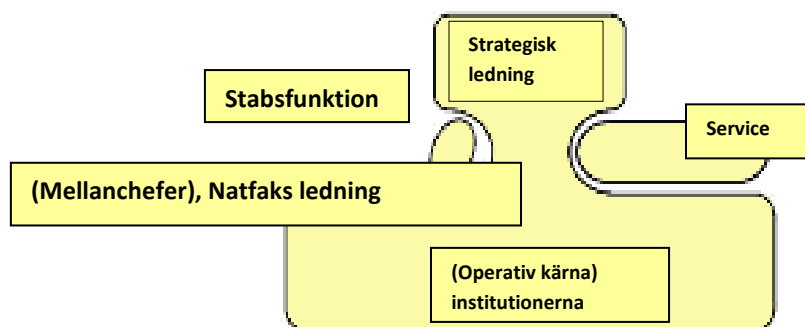 Strategisk
ledning
Stabsfunktion
Service
(Mellanchefer), Natfaks ledning
(Operativ kärna)
institutionerna